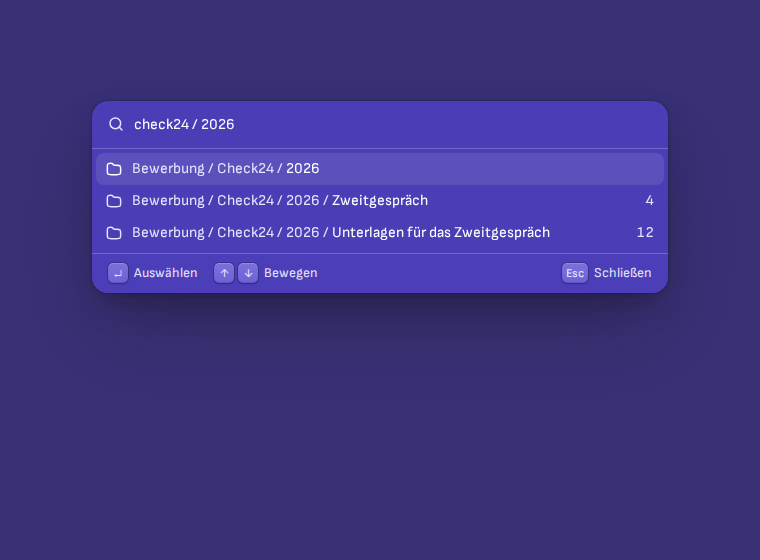 check24 / 2026
Bewerbung / Check24 / 2026
Bewerbung / Check24 / 2026 / Zweitgespräch 4
Bewerbung / Check24 / 2026 / Unterlagen für das Zweitgespräch 12
↵ Auswählen ↑ ↓ Bewegen Esc Schließen